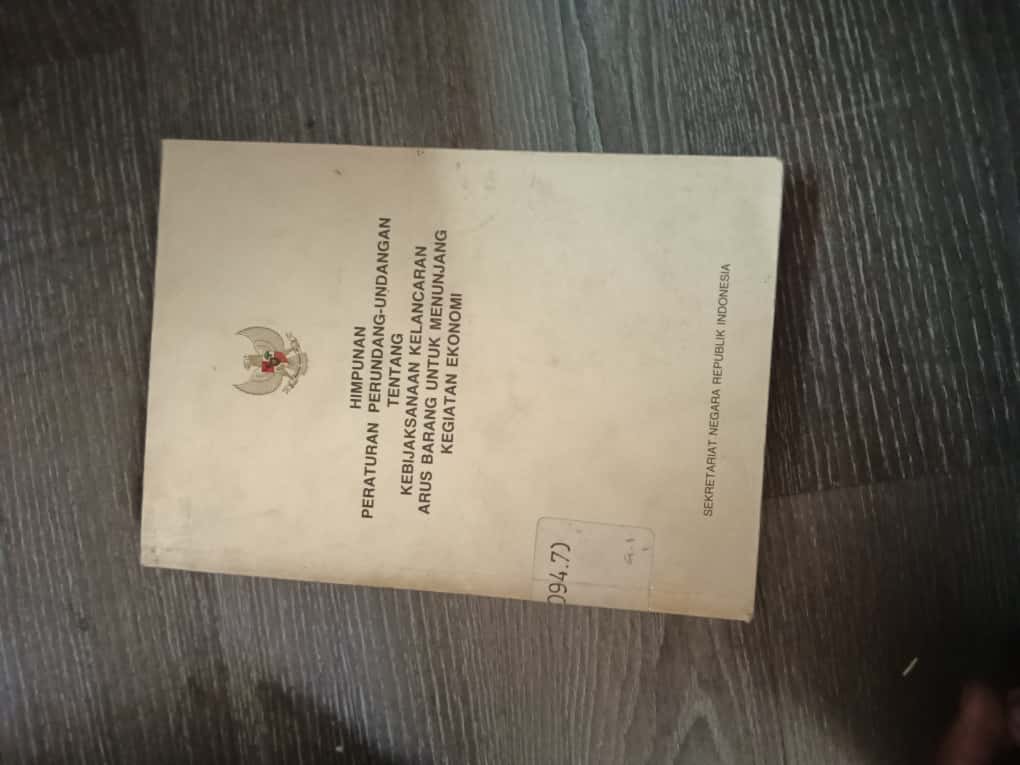 HIMPUNAN
PERATURAN PERUNDANG-UNDANGAN
TENTANG
KEBIJAKSANAAN KELANCARAN
ARUS BARANG UNTUK MENUNJANG
KEGIATAN EKONOMI
094.7)
SEKRETARIAT NEGARA REPUBLIK INDONESIA